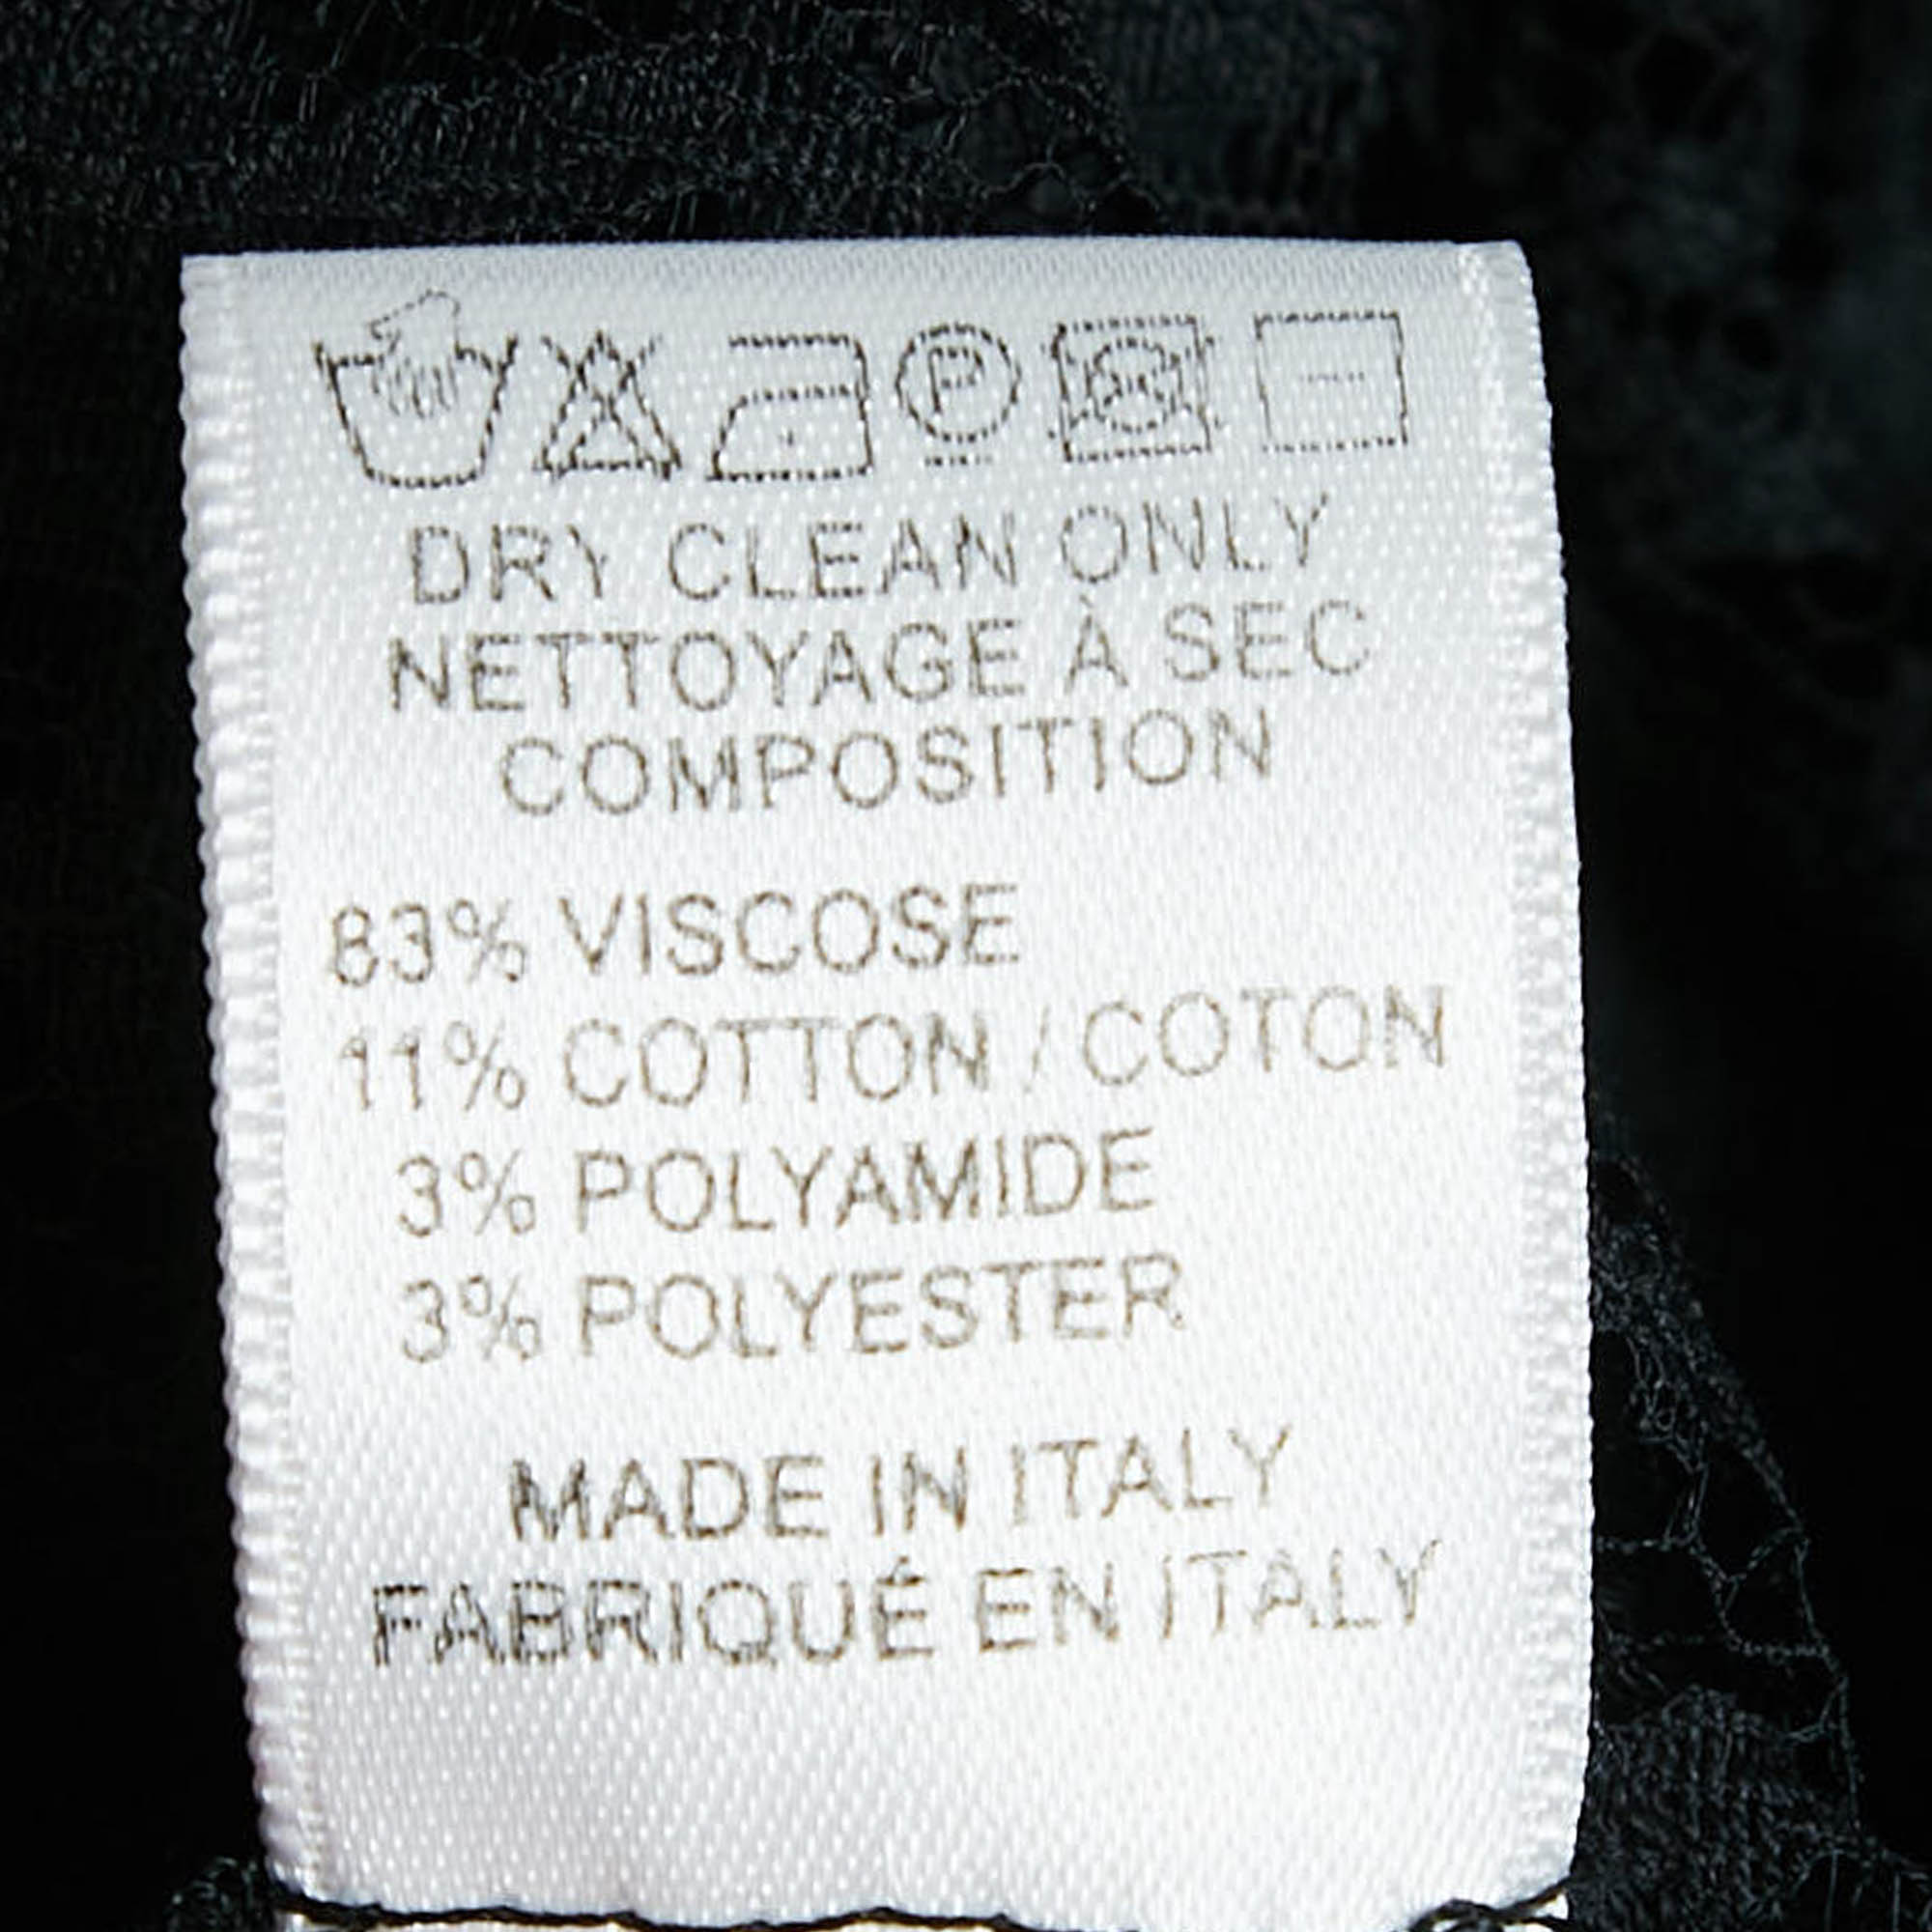 P
DRY CLEAN ONLY
NETTOYAGE À SEC
COMPOSITION
83% VISCOSE
11% COTTON / COTON
3% POLYAMIDE
3% POLYESTER
MADE IN ITALY
FABRIQUÉ EN ITALY